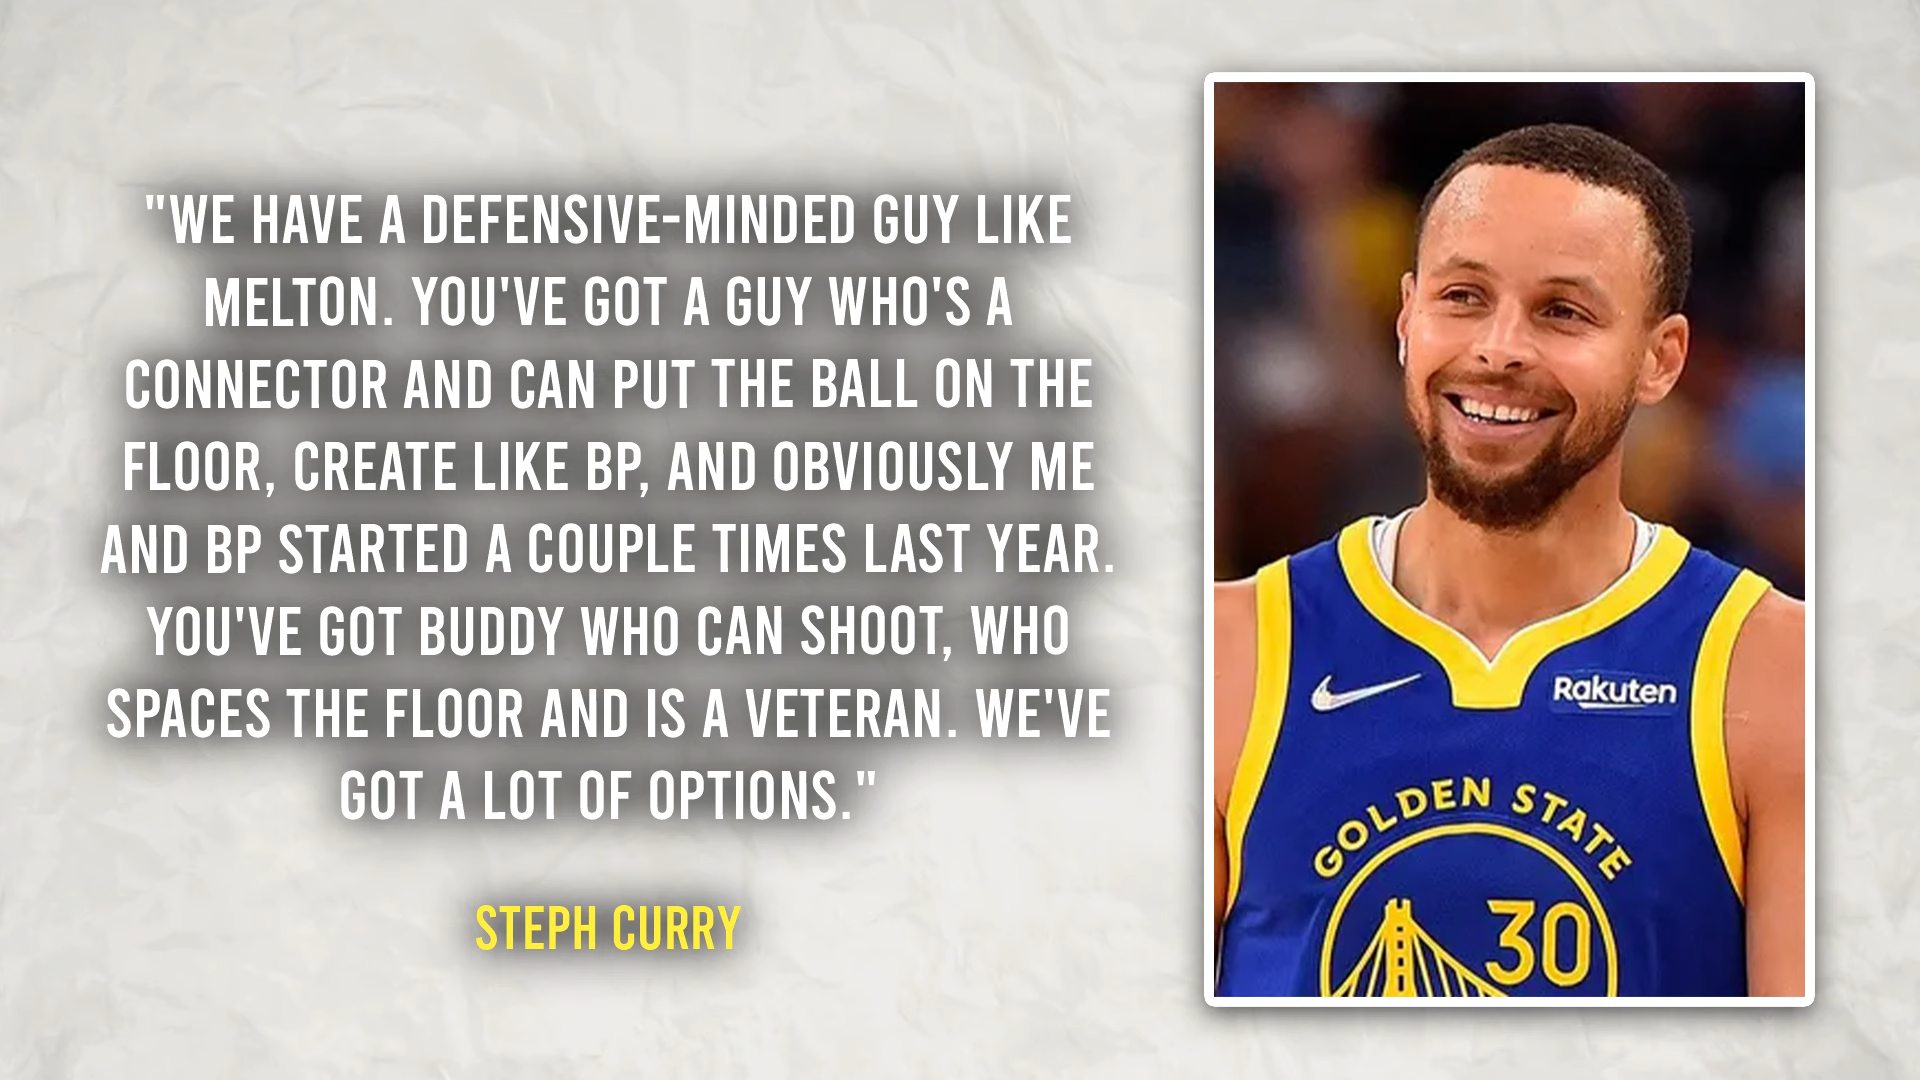 "WE HAVE A DEFENSIVE-MINDED GUY LIKE
MELTON. YOU'VE GOT A GUY WHO'S A
CONNECTOR AND CAN PUT THE BALL ON THE
FLOOR, CREATE LIKE BP, AND OBVIOUSLY ME
AND BP STARTED A COUPLE TIMES LAST YEAR.
YOU'VE GOT BUDDY WHO CAN SHOOT, WHO
SPACES THE FLOOR AND IS A VETERAN. WE'VE
GOT A LOT OF OPTIONS."
STEPH CURRY
Rakuten
GOLDEN STATE
30